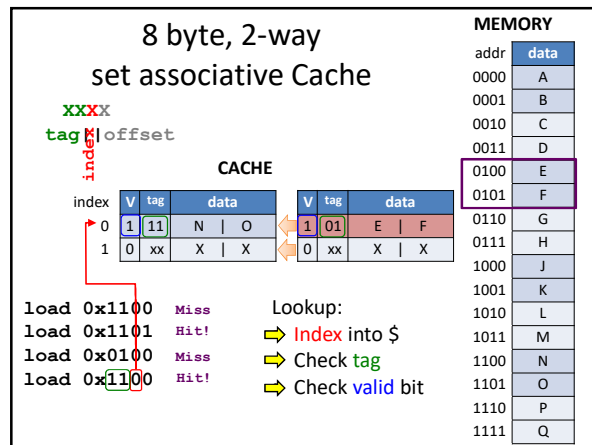 8 byte, 2-way
set associative Cache
XXXX
tag||offset
index
CACHE
index V tag data V tag data
0 1 11 N | O 1 01 E | F
1 0 xx X | X 0 xx X | X
load 0x1100 Miss
load 0x1101 Hit!
load 0x0100 Miss
load 0x1100 Hit!
Lookup:
Index into $
Check tag
Check valid bit
MEMORY
addr data
0000 A
0001 B
0010 C
0011 D
0100 E
0101 F
0110 G
0111 H
1000 J
1001 K
1010 L
1011 M
1100 N
1101 O
1110 P
1111 Q